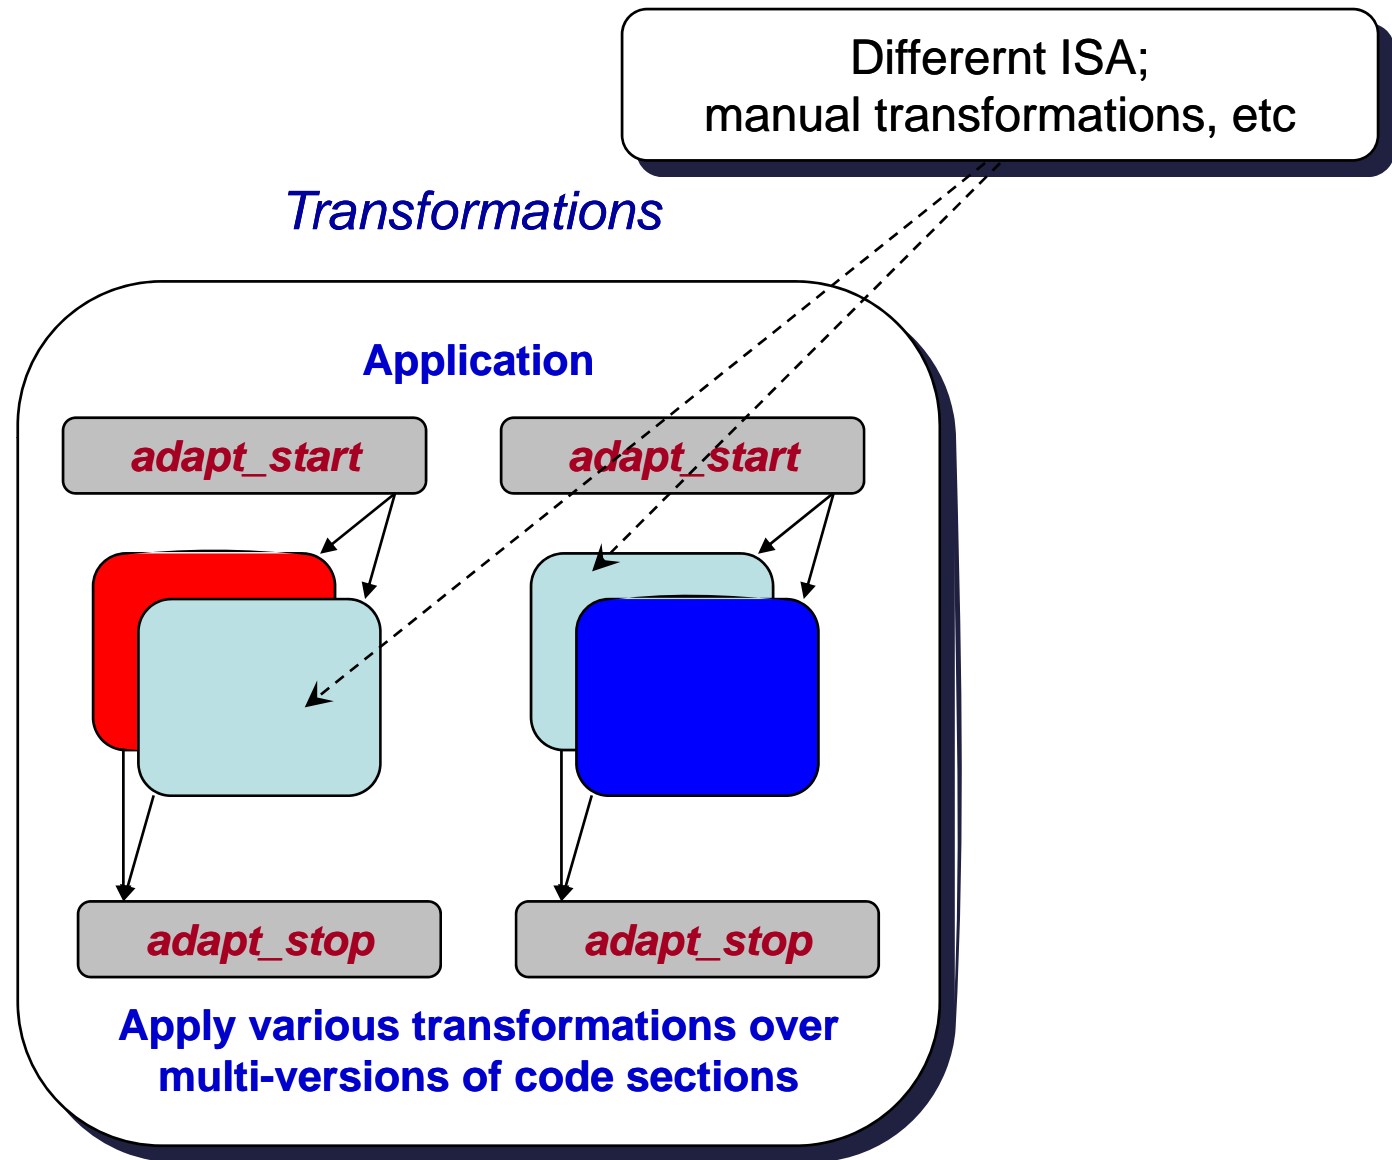 Differernt ISA;
manual transformations, etc
Transformations
Application
adapt_start
adapt_start
adapt_stop
adapt_stop
Apply various transformations over
multi-versions of code sections